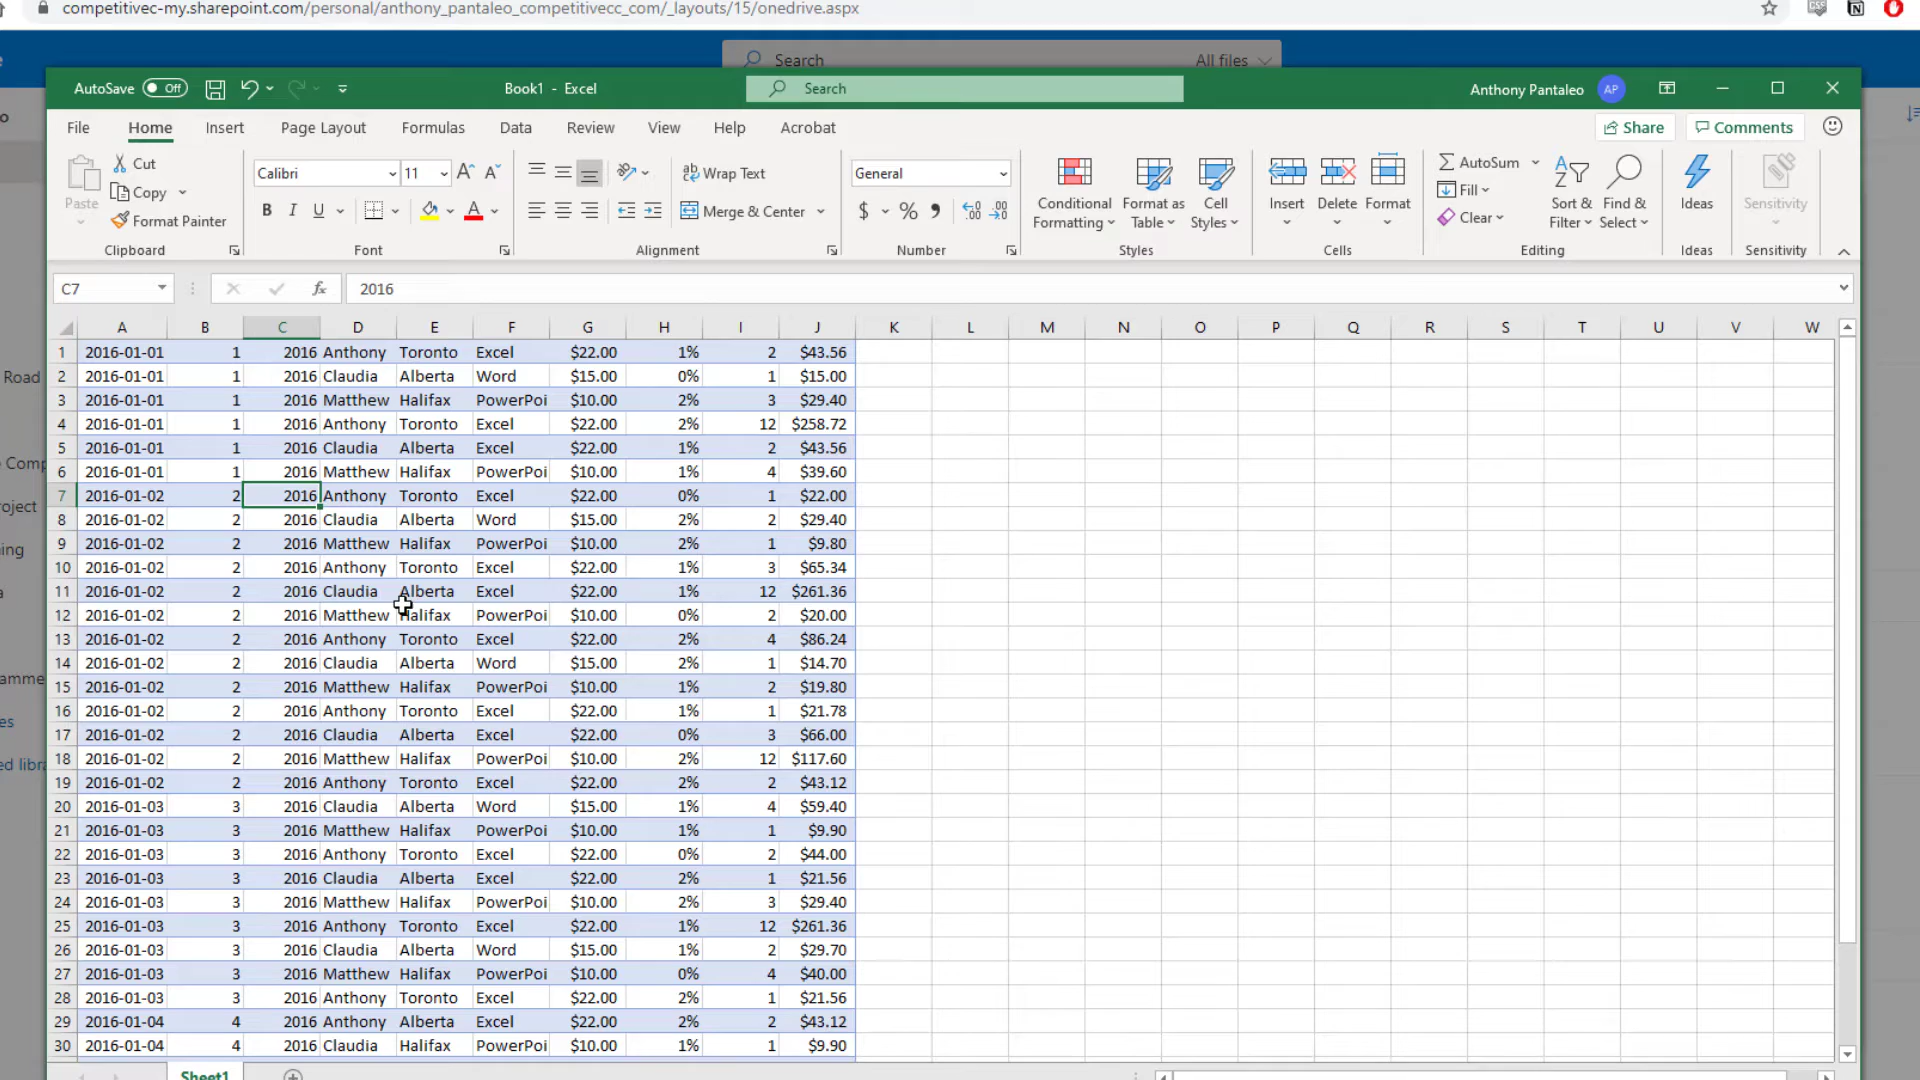 competitivec-my.sharepoint.com/personal/anthony_pantaleo_competitivecc_com/_layouts/15/onedrive.aspx
Search All files
AutoSave Off Book1 - Excel Search Anthony Pantaleo AP
File Home Insert Page Layout Formulas Data Review View Help Acrobat Share Comments
Paste Cut Copy Format Painter Clipboard
Calibri 11 B I U A Font
Wrap Text Merge & Center Alignment
General $ % Number
Conditional Formatting Format as Table Cell Styles Styles
Insert Delete Format Cells
AutoSum Fill Clear Sort & Filter Find & Select Editing
Ideas Ideas
Sensitivity Sensitivity
C7 fx 2016
A B C D E F G H I J K L M N O P Q R S T U V W
1 2016-01-01 1 2016 Anthony Toronto Excel $22.00 1% 2 $43.56
2 2016-01-01 1 2016 Claudia Alberta Word $15.00 0% 1 $15.00
3 2016-01-01 1 2016 Matthew Halifax PowerPoi $10.00 2% 3 $29.40
4 2016-01-01 1 2016 Anthony Toronto Excel $22.00 2% 12 $258.72
5 2016-01-01 1 2016 Claudia Alberta Excel $22.00 1% 2 $43.56
6 2016-01-01 1 2016 Matthew Halifax PowerPoi $10.00 1% 4 $39.60
7 2016-01-02 2 2016 Anthony Toronto Excel $22.00 0% 1 $22.00
8 2016-01-02 2 2016 Claudia Alberta Word $15.00 2% 2 $29.40
9 2016-01-02 2 2016 Matthew Halifax PowerPoi $10.00 2% 1 $9.80
10 2016-01-02 2 2016 Anthony Toronto Excel $22.00 1% 3 $65.34
11 2016-01-02 2 2016 Claudia Alberta Excel $22.00 1% 12 $261.36
12 2016-01-02 2 2016 Matthew Halifax PowerPoi $10.00 0% 2 $20.00
13 2016-01-02 2 2016 Anthony Toronto Excel $22.00 2% 4 $86.24
14 2016-01-02 2 2016 Claudia Alberta Word $15.00 2% 1 $14.70
15 2016-01-02 2 2016 Matthew Halifax PowerPoi $10.00 1% 2 $19.80
16 2016-01-02 2 2016 Anthony Toronto Excel $22.00 1% 1 $21.78
17 2016-01-02 2 2016 Claudia Alberta Excel $22.00 0% 3 $66.00
18 2016-01-02 2 2016 Matthew Halifax PowerPoi $10.00 2% 12 $117.60
19 2016-01-02 2 2016 Anthony Toronto Excel $22.00 2% 2 $43.12
20 2016-01-03 3 2016 Claudia Alberta Word $15.00 1% 4 $59.40
21 2016-01-03 3 2016 Matthew Halifax PowerPoi $10.00 1% 1 $9.90
22 2016-01-03 3 2016 Anthony Toronto Excel $22.00 0% 2 $44.00
23 2016-01-03 3 2016 Claudia Alberta Excel $22.00 2% 1 $21.56
24 2016-01-03 3 2016 Matthew Halifax PowerPoi $10.00 2% 3 $29.40
25 2016-01-03 3 2016 Anthony Toronto Excel $22.00 1% 12 $261.36
26 2016-01-03 3 2016 Claudia Alberta Word $15.00 1% 2 $29.70
27 2016-01-03 3 2016 Matthew Halifax PowerPoi $10.00 0% 4 $40.00
28 2016-01-03 3 2016 Anthony Toronto Excel $22.00 2% 1 $21.56
29 2016-01-04 4 2016 Anthony Alberta Excel $22.00 2% 2 $43.12
30 2016-01-04 4 2016 Claudia Halifax PowerPoi $10.00 1% 1 $9.90
Sheet1
Road
e Comp
oject
ning
amme
es
ed libra